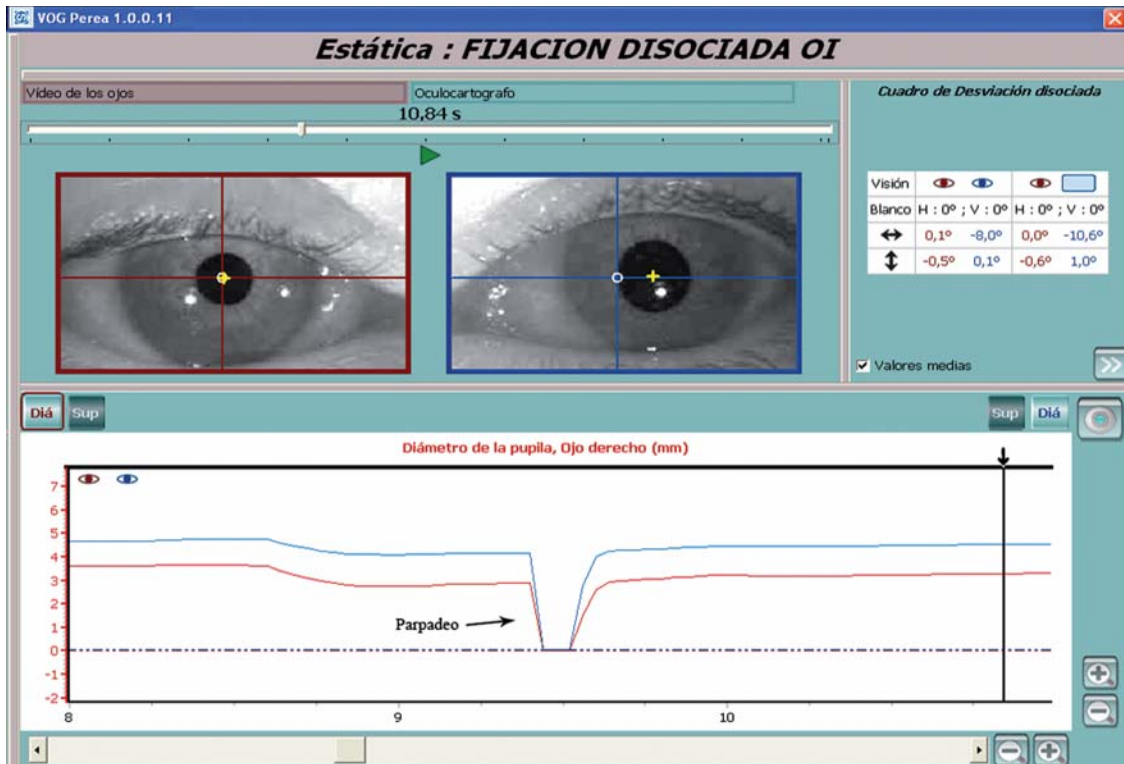 VOG Perea 1.0.0.11
Estática : FIJACION DISOCIADA OI
Vídeo de los ojos
Oculocartografo
10,84 s
Cuadro de Desviación disociada
Visión
Blanco H : 0º ; V : 0º H : 0º ; V : 0º
0,1º -8,0º 0,0º -10,6º
-0,5º 0,1º -0,6º 1,0º
Valores medias
>>
Diá Sup
Sup Diá
Diámetro de la pupila, Ojo derecho (mm)
7
6
5
4
3
2
1
0
-1
-2
Parpadeo
8 9 10